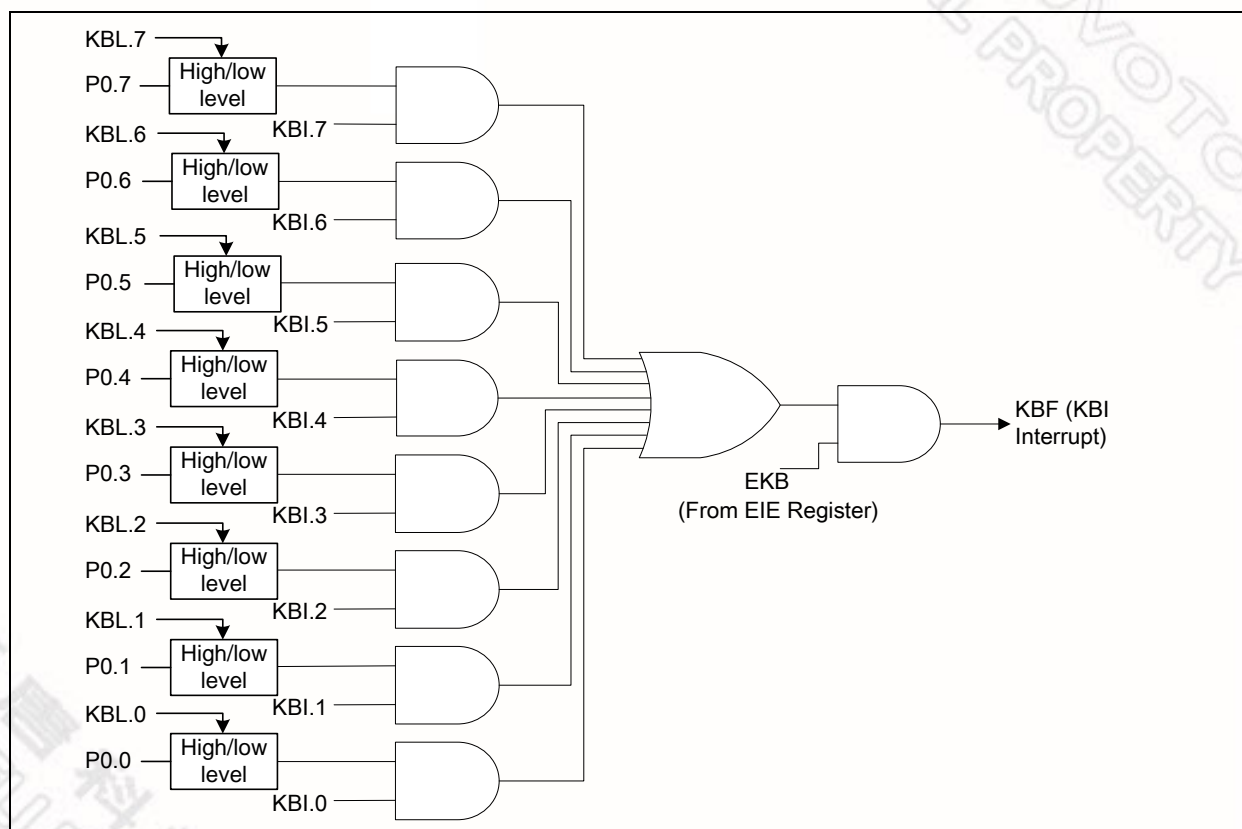 KBL.7
P0.7
High/low
level
KBI.7
KBL.6
P0.6
High/low
level
KBI.6
KBL.5
P0.5
High/low
level
KBI.5
KBL.4
P0.4
High/low
level
KBI.4
KBL.3
P0.3
High/low
level
KBI.3
KBL.2
P0.2
High/low
level
KBI.2
KBL.1
P0.1
High/low
level
KBI.1
KBL.0
P0.0
High/low
level
KBI.0
EKB
(From EIE Register)
KBF (KBI
Interrupt)
PROPERTY